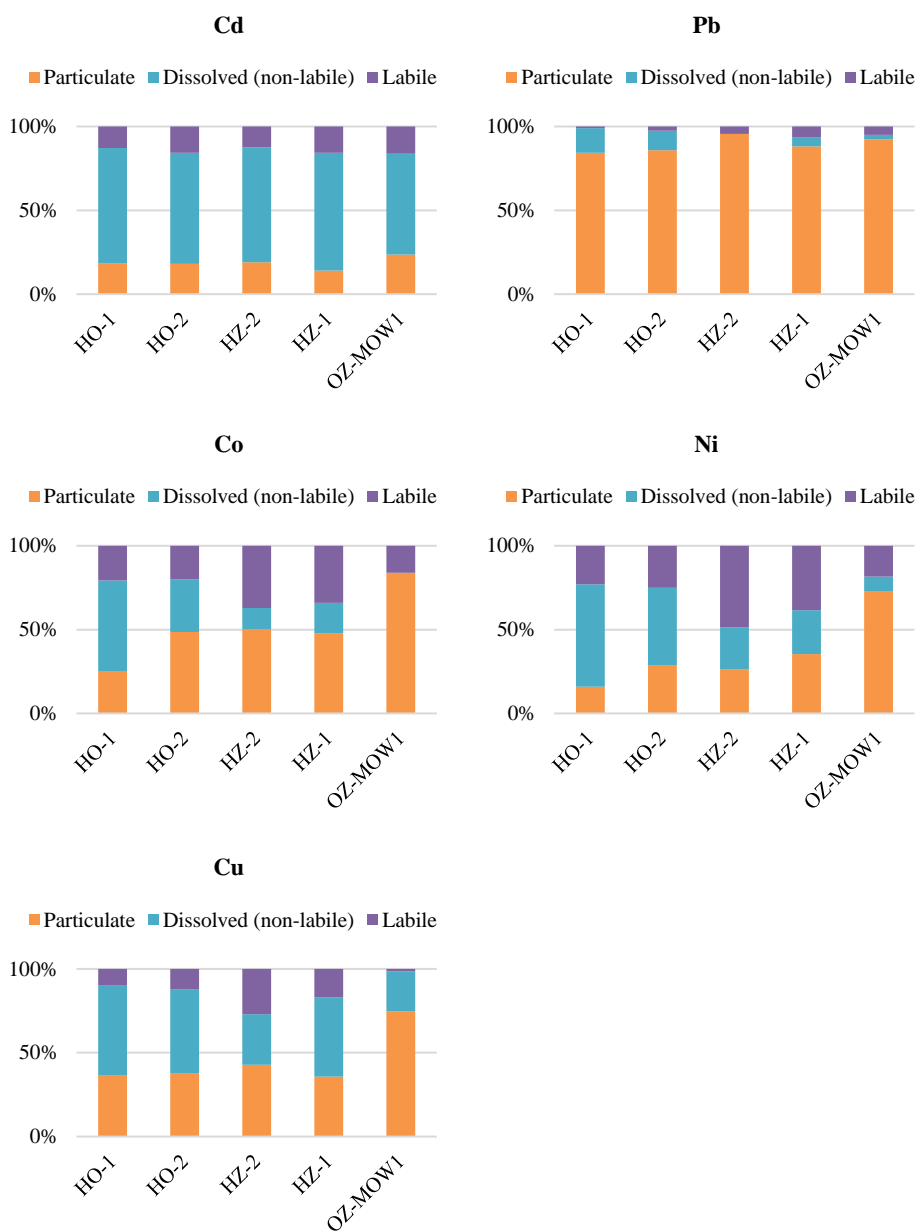 Cd
Particulate Dissolved (non-labile) Labile
100%
50%
0%
HO-1 HO-2 HZ-2 HZ-1 OZ-MOW1
Pb
Particulate Dissolved (non-labile) Labile
100%
50%
0%
HO-1 HO-2 HZ-2 HZ-1 OZ-MOW1
Co
Particulate Dissolved (non-labile) Labile
100%
50%
0%
HO-1 HO-2 HZ-2 HZ-1 OZ-MOW1
Ni
Particulate Dissolved (non-labile) Labile
100%
50%
0%
HO-1 HO-2 HZ-2 HZ-1 OZ-MOW1
Cu
Particulate Dissolved (non-labile) Labile
100%
50%
0%
HO-1 HO-2 HZ-2 HZ-1 OZ-MOW1